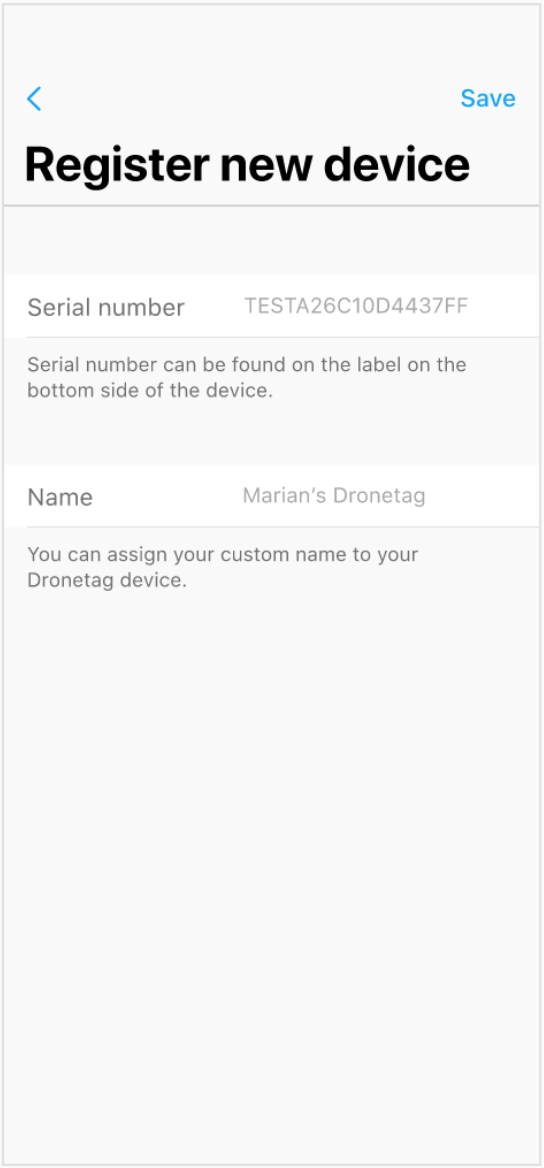 Save
Register new device
Serial number TESTA26C10D4437FF
Serial number can be found on the label on the
bottom side of the device.
Name Marian’s Dronetag
You can assign your custom name to your
Dronetag device.